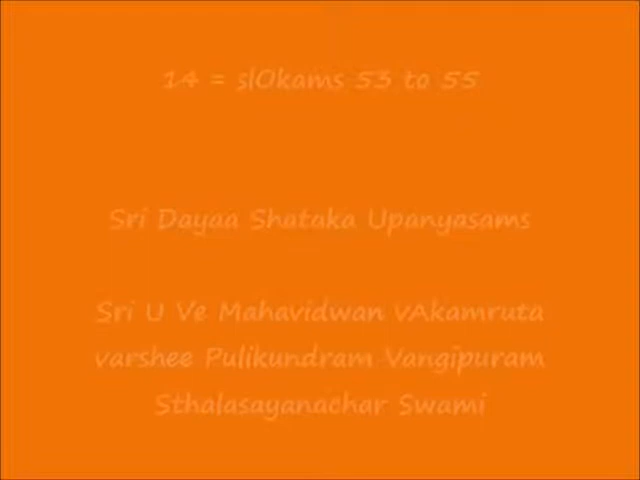 14 = slOkams 53 to 55
Sri Dayaa Shataka Upanyasams
Sri U Ve Mahavidwan vAkamruta
varshee Pulikundram Vangipuram
Sthalasayanachar Swami